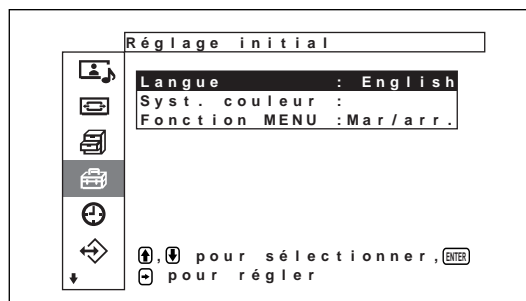 Réglage initial
Langue : English
Syst. couleur :
Fonction MENU :Mar/arr.
, pour sélectionner, ENTER
pour régler